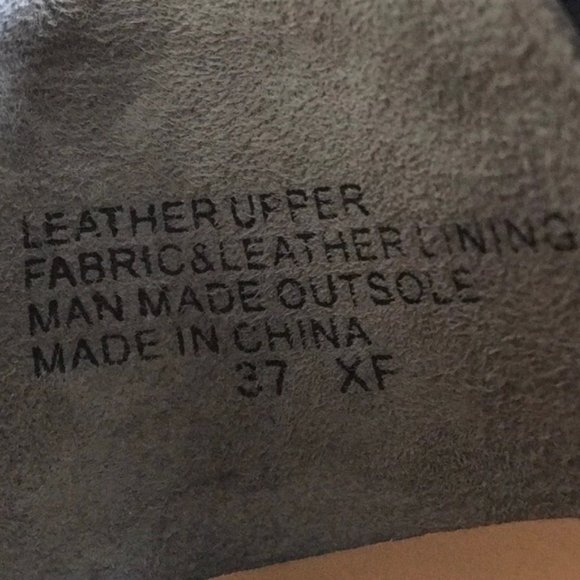 LEATHER UPPER
FABRIC&LEATHER LINING
MAN MADE OUTSOLE
MADE IN CHINA
37 XF